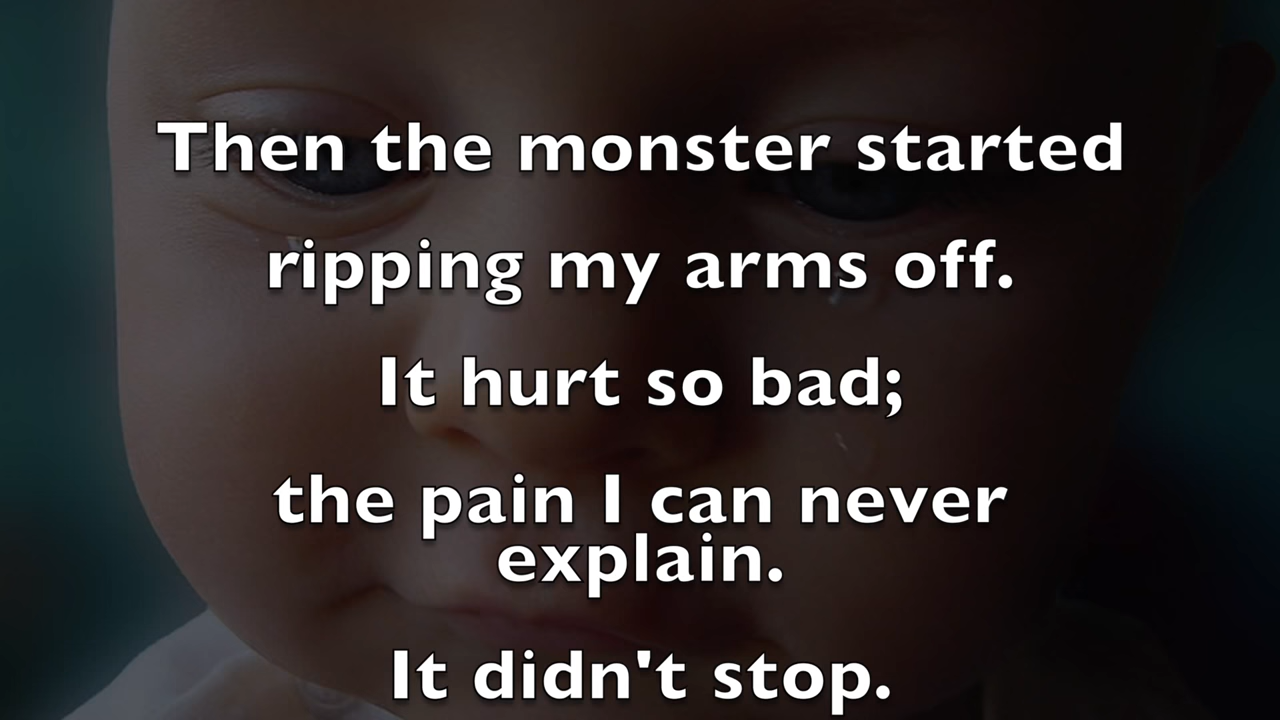 Then the monster started
ripping my arms off.
It hurt so bad;
the pain I can never
explain.
It didn't stop.